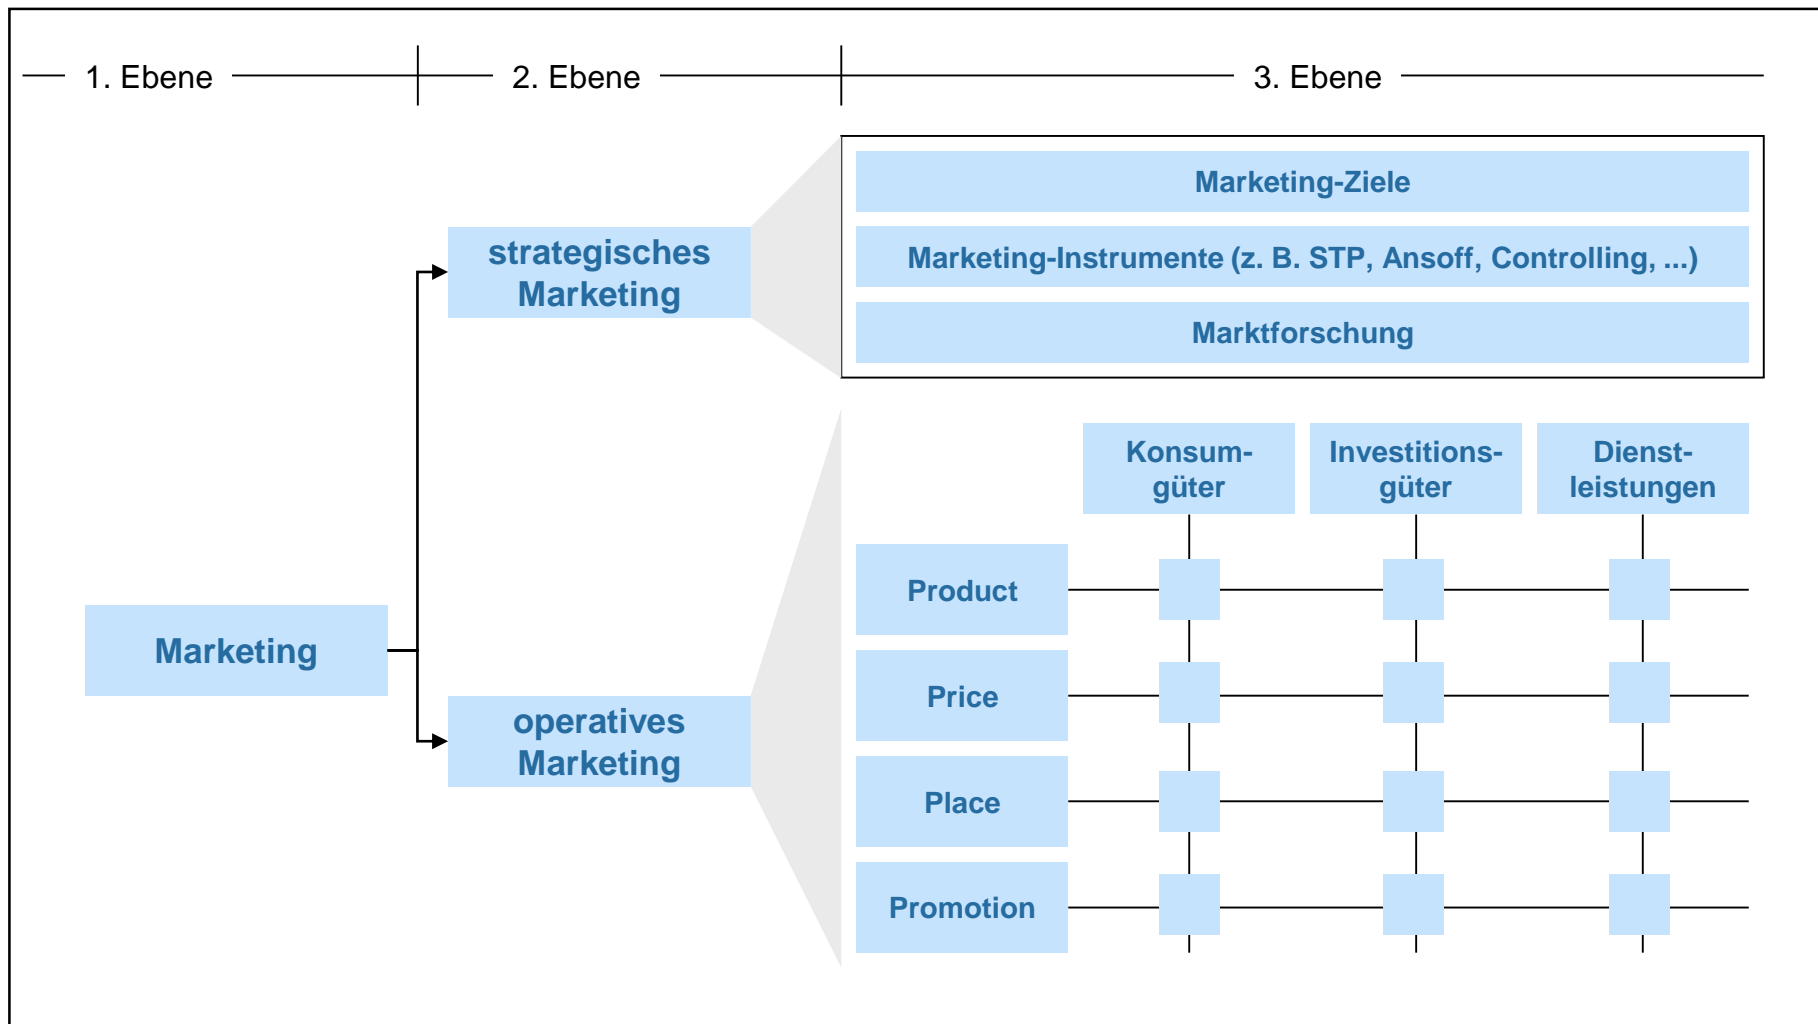 1. Ebene
2. Ebene
3. Ebene
Marketing-Ziele
strategisches
Marketing
Marketing-Instrumente (z. B. STP, Ansoff, Controlling, ...)
Marktforschung
Konsum-
güter
Investitions-
güter
Dienst-
leistungen
Product
Marketing
Price
operatives
Marketing
Place
Promotion